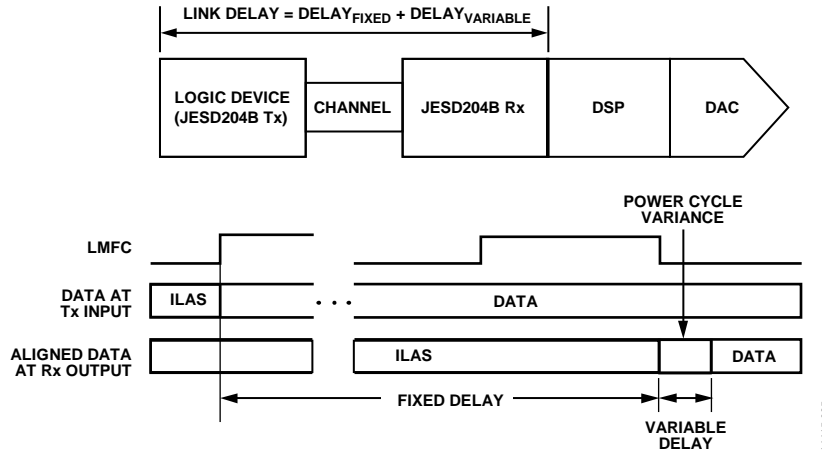 LINK DELAY = DELAYFIXED + DELAYVARIABLE
LOGIC DEVICE
(JESD204B Tx)
CHANNEL
JESD204B Rx
DSP
DAC
POWER CYCLE
VARIANCE
LMFC
DATA AT
Tx INPUT
ILAS
. . .
DATA
ALIGNED DATA
AT Rx OUTPUT
ILAS
DATA
FIXED DELAY
VARIABLE
DELAY